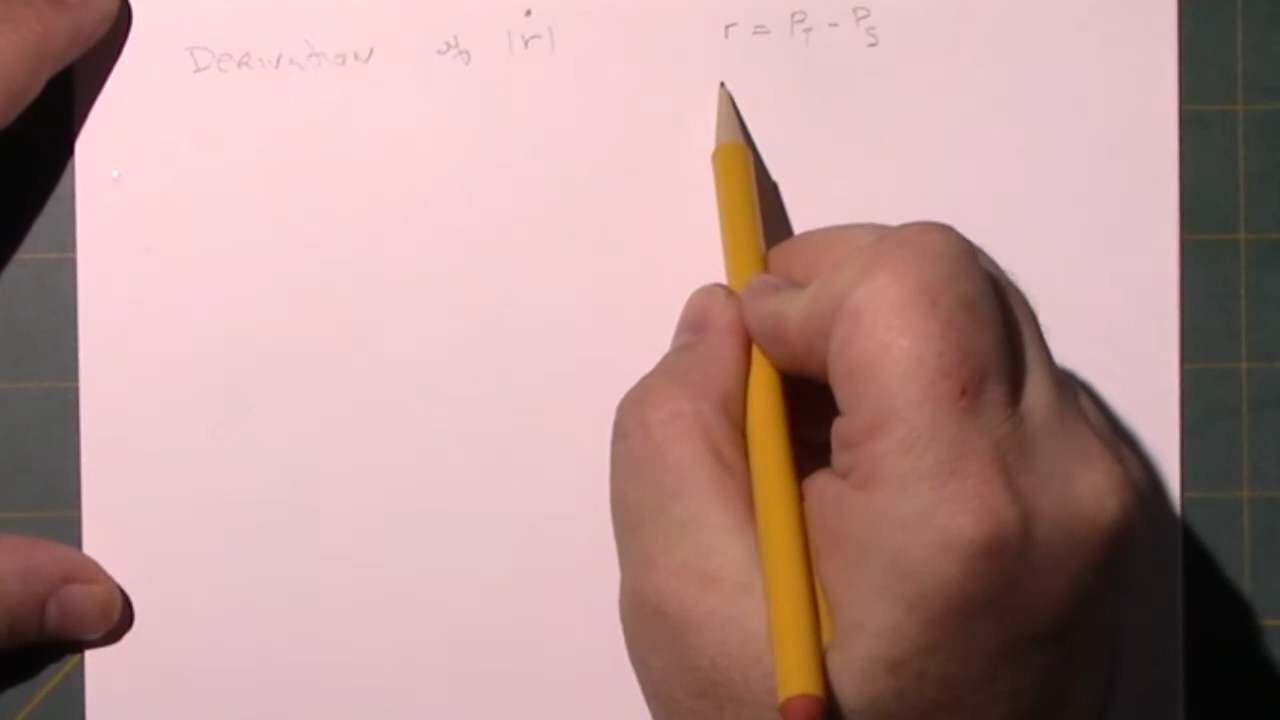 Derivation of |ṙ|
r = P_T - P_S